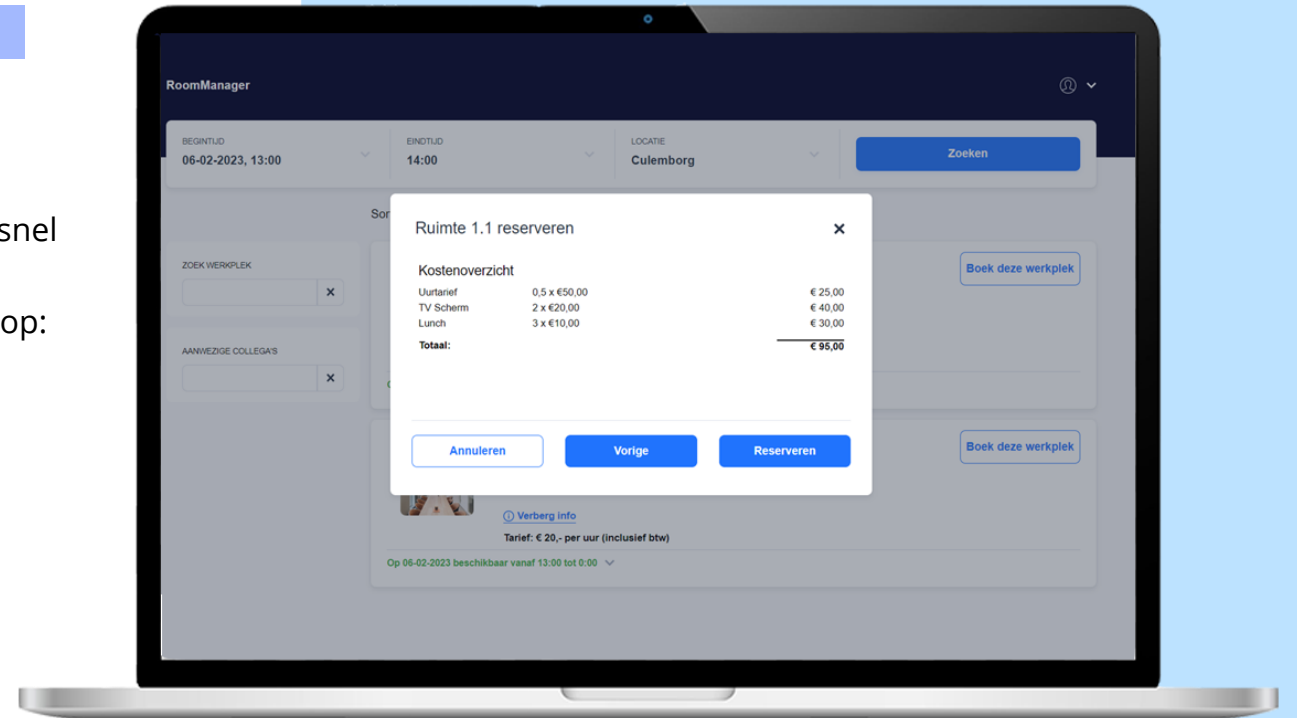 snel
op:
RoomManager
BEGINTIJD
06-02-2023, 13:00
EINDTIJD
14:00
LOCATIE
Culemborg
Zoeken
Sor
ZOEK WERKPLEK
AANWEZIGE COLLEGA'S
Boek deze werkplek
Ruimte 1.1 reserveren
Kostenoverzicht
Uurtarief 0,5 x €50,00 € 25,00
TV Scherm 2 x €20,00 € 40,00
Lunch 3 x €10,00 € 30,00
Totaal: € 95,00
Annuleren
Vorige
Reserveren
Boek deze werkplek
Verberg info
Tarief: € 20,- per uur (inclusief btw)
Op 06-02-2023 beschikbaar vanaf 13:00 tot 0:00